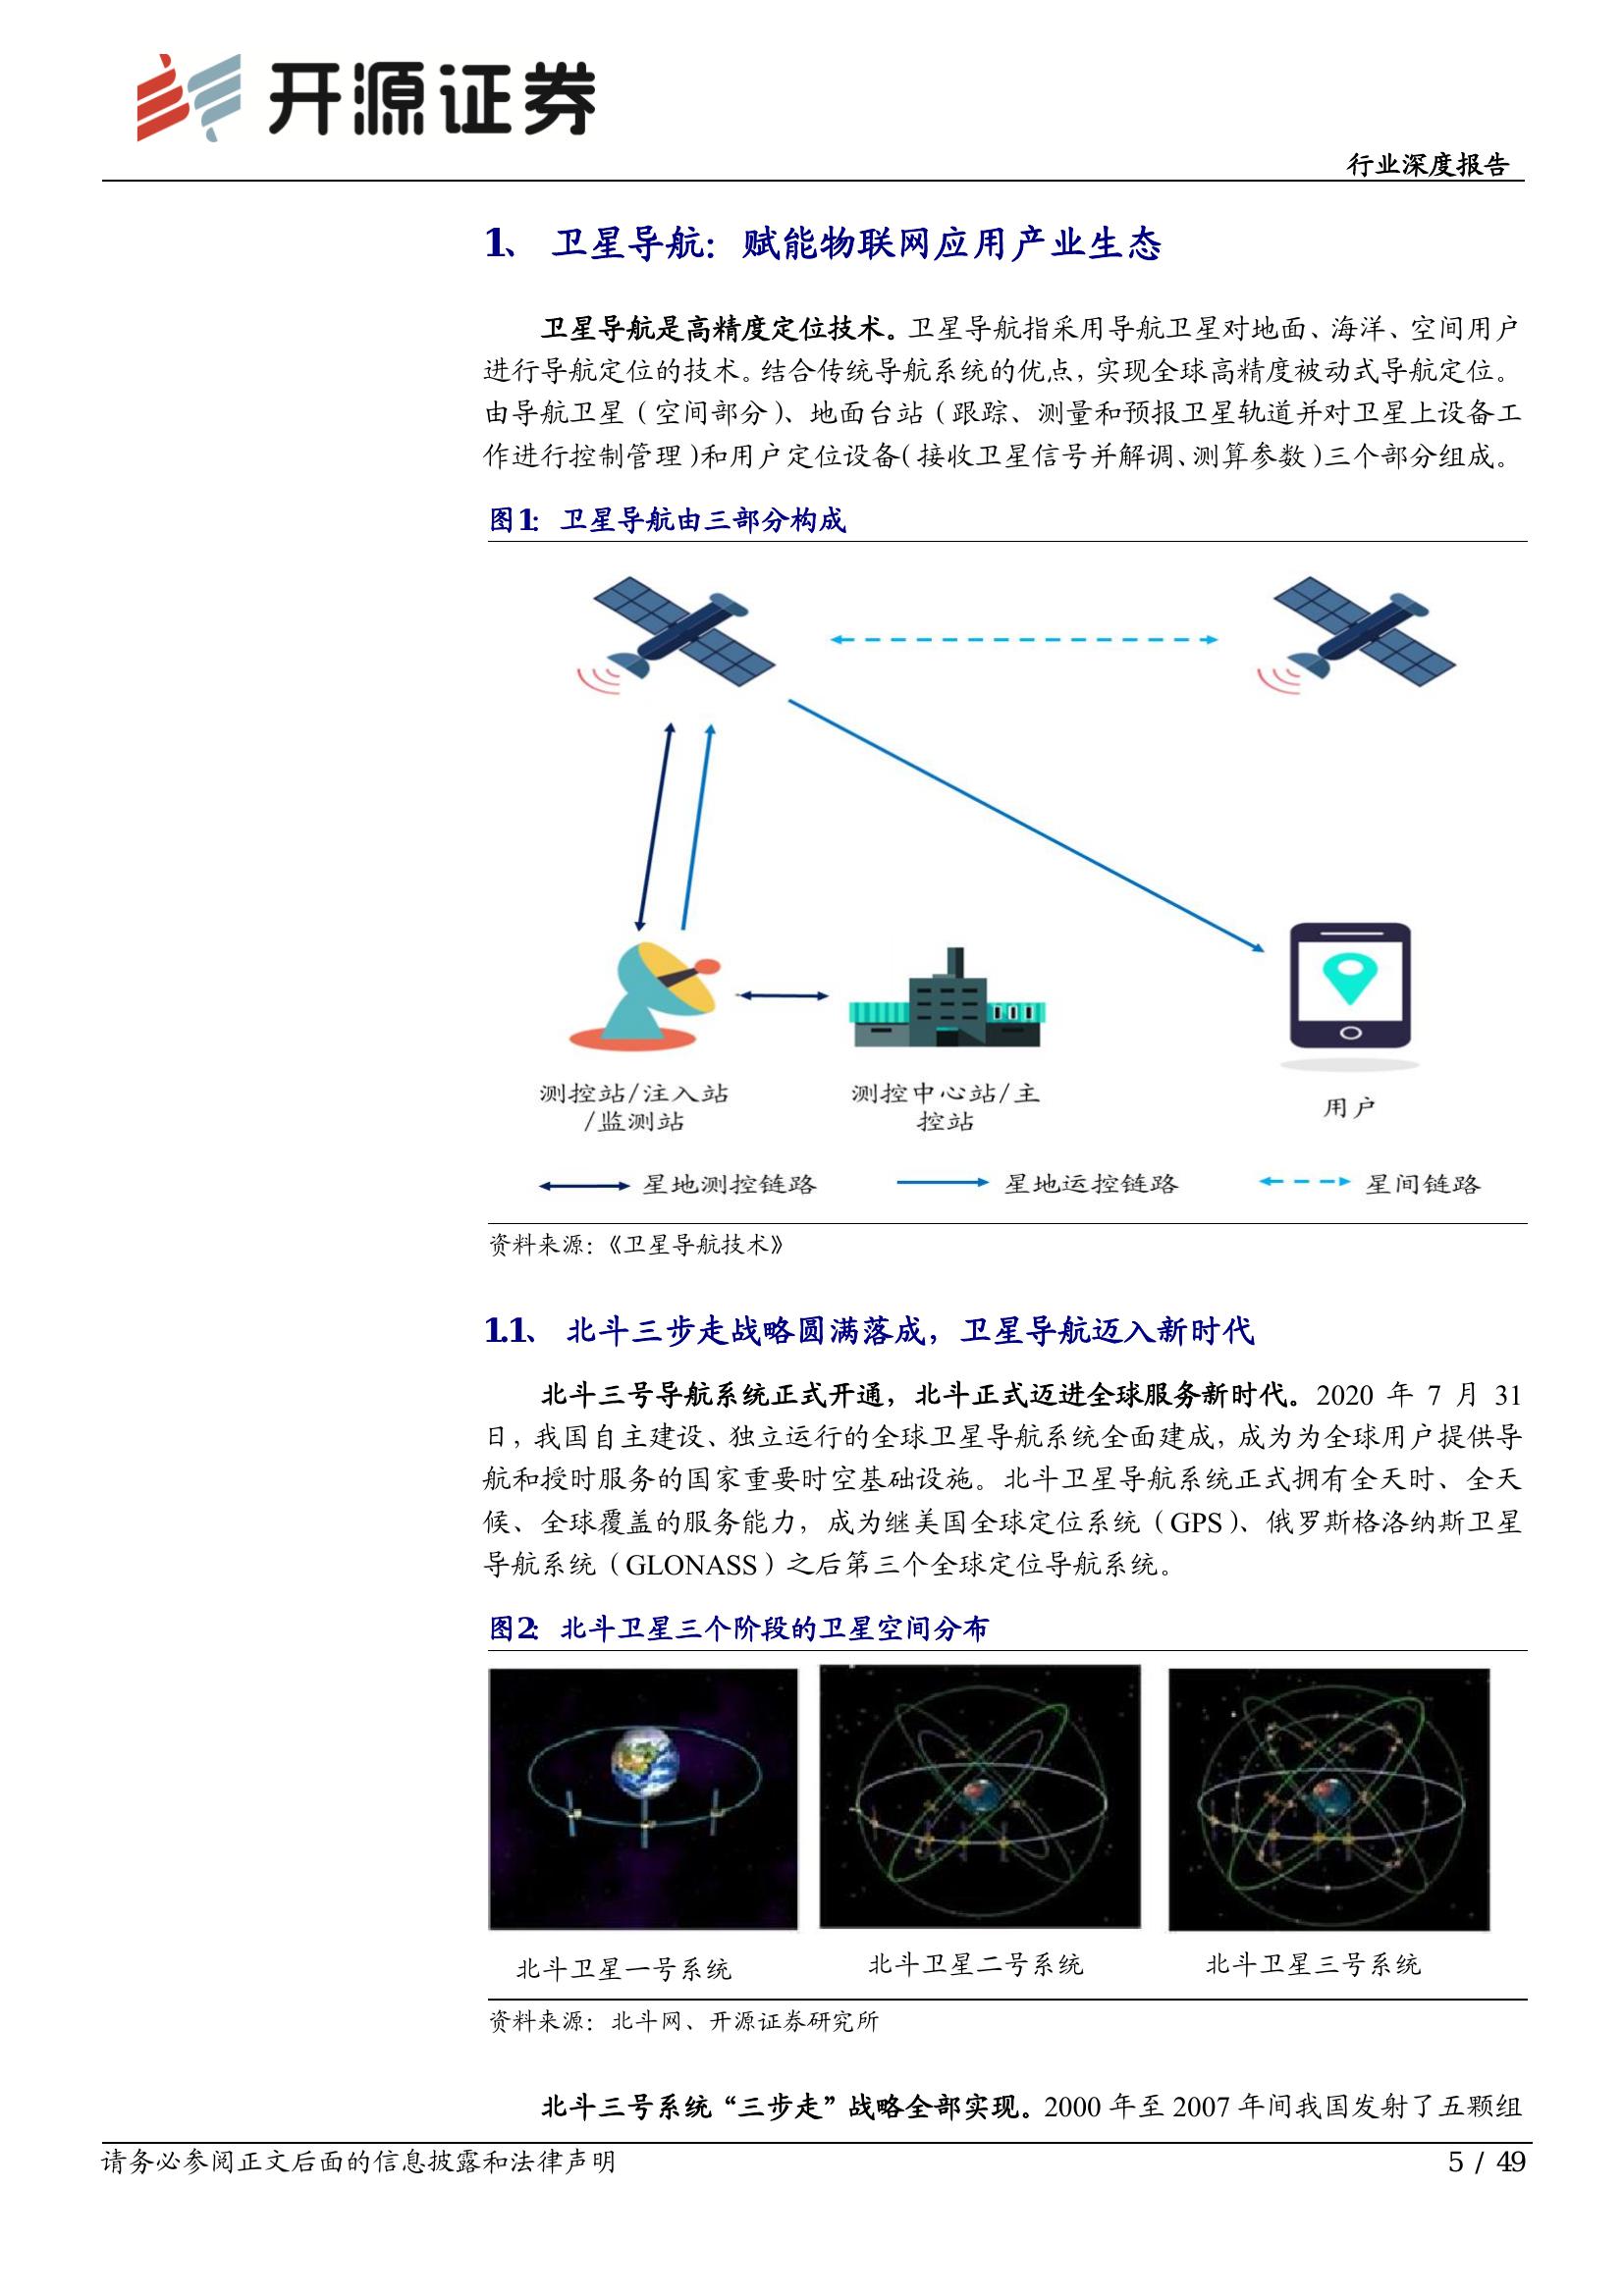 开源证券
行业深度报告
1、 卫星导航：赋能物联网应用产业生态
卫星导航是高精度定位技术。卫星导航指采用导航卫星对地面、海洋、空间用户
进行导航定位的技术。结合传统导航系统的优点，实现全球高精度被动式导航定位。
由导航卫星（空间部分）、地面台站（跟踪、测量和预报卫星轨道并对卫星上设备工
作进行控制管理）和用户定位设备（接收卫星信号并解调、测算参数）三个部分组成。
图1： 卫星导航由三部分构成
测控站/注入站
/监测站
测控中心站/主
控站
用户
星地测控链路 星地运控链路 星间链路
资料来源：《卫星导航技术》
1.1、 北斗三步走战略圆满落成，卫星导航迈入新时代
北斗三号导航系统正式开通，北斗正式迈进全球服务新时代。2020 年 7 月 31
日，我国自主建设、独立运行的全球卫星导航系统全面建成，成为为全球用户提供导
航和授时服务的国家重要时空基础设施。北斗卫星导航系统正式拥有全天时、全天
候、全球覆盖的服务能力，成为继美国全球定位系统（GPS）、俄罗斯格洛纳斯卫星
导航系统（GLONASS）之后第三个全球定位导航系统。
图2： 北斗卫星三个阶段的卫星空间分布
北斗卫星一号系统 北斗卫星二号系统 北斗卫星三号系统
资料来源：北斗网、开源证券研究所
北斗三号系统“三步走”战略全部实现。2000 年至 2007 年间我国发射了五颗组
请务必参阅正文后面的信息披露和法律声明 5 / 49